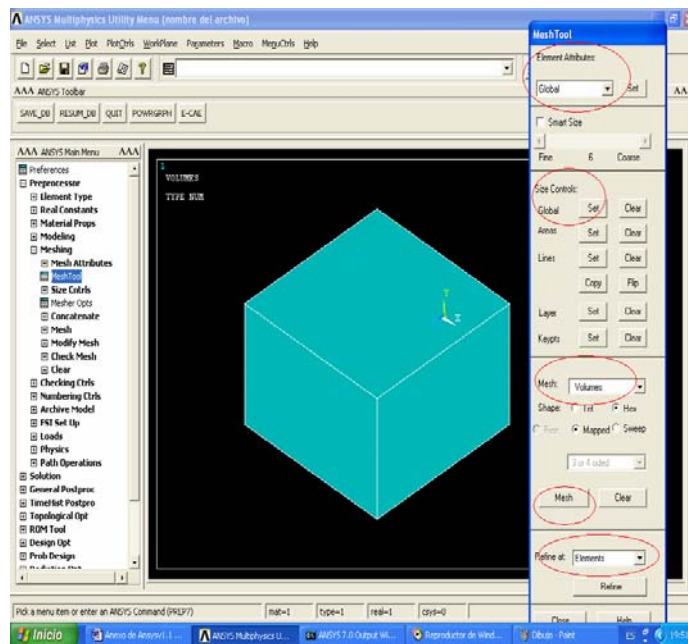 ANSYS Multiphysics Utility Menu (nombre del archivo)
File Select List Plot PlotCtrls WorkPlane Parameters Macro MenuCtrls Help
AAA ANSYS Toolbar AAA
SAVE_DB RESUM_DB QUIT POWRGRPH E-CAE
AAA ANSYS Main Menu AAA
Preferences
Preprocessor
Element Type
Real Constants
Material Props
Modeling
Meshing
Mesh Attributes
MeshTool
Size Cntrls
Mesher Opts
Concatenate
Mesh
Modify Mesh
Check Mesh
Clear
Checking Ctrls
Numbering Ctrls
Archive Model
FSI Set Up
Loads
Physics
Path Operations
Solution
General Postproc
TimeHist Postpro
Topological Opt
ROM Tool
Design Opt
Prob Design
Radiation Opt
1
VOLUMES
TYPE NUM
Y
Z
MeshTool
Element Attributes:
Global Set
Smart Size
Fine 6 Coarse
Size Controls:
Global Set Clear
Areas Set Clear
Lines Set Clear
Copy Flip
Layer Set Clear
Keypts Set Clear
Mesh: Volumes
Shape: Tet Hex
Free Mapped Sweep
3 or 4 sided
Mesh Clear
Refine at: Elements
Refine
Close Help
Pick a menu item or enter an ANSYS Command (PREP7) mat=1 type=1 real=1 csys=0
Inicio Anexo de Ansysv1.1 ... ANSYS Multiphysics U... ANSYS 7.0 Output Wi... Reproductor de Wind... Dibujo - Paint ES